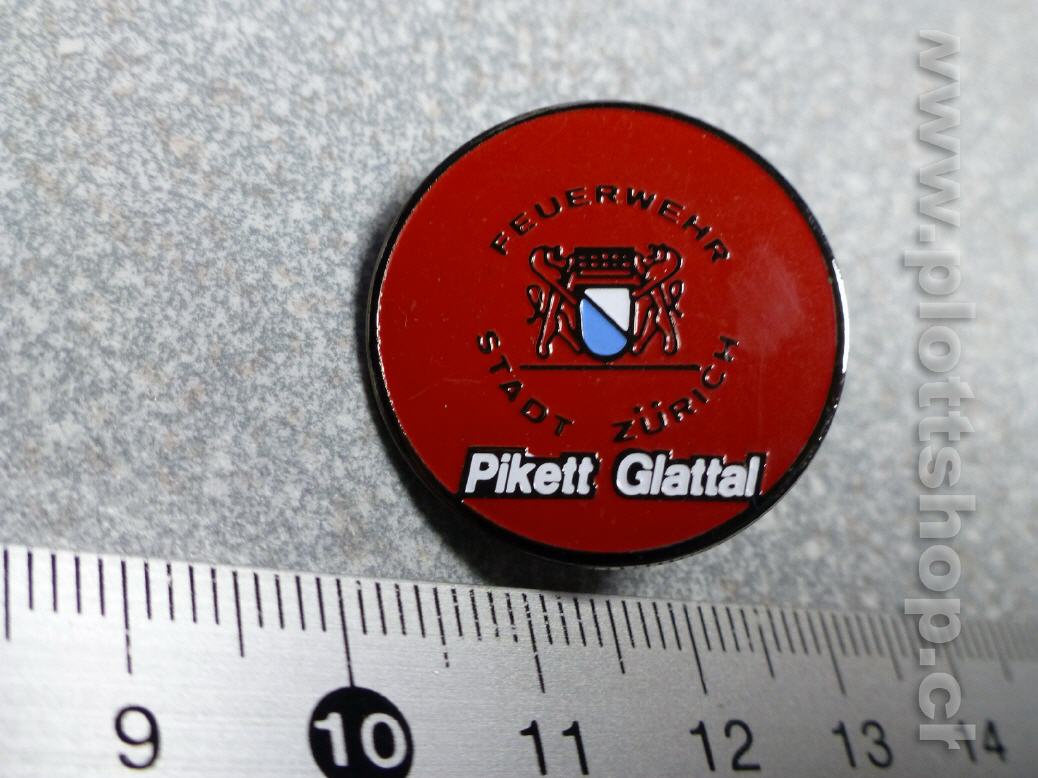 FEUERWEHR
STADT ZÜRICH
Pikett Glattal
9 10 11 12 13 14
www.plottshop.ch